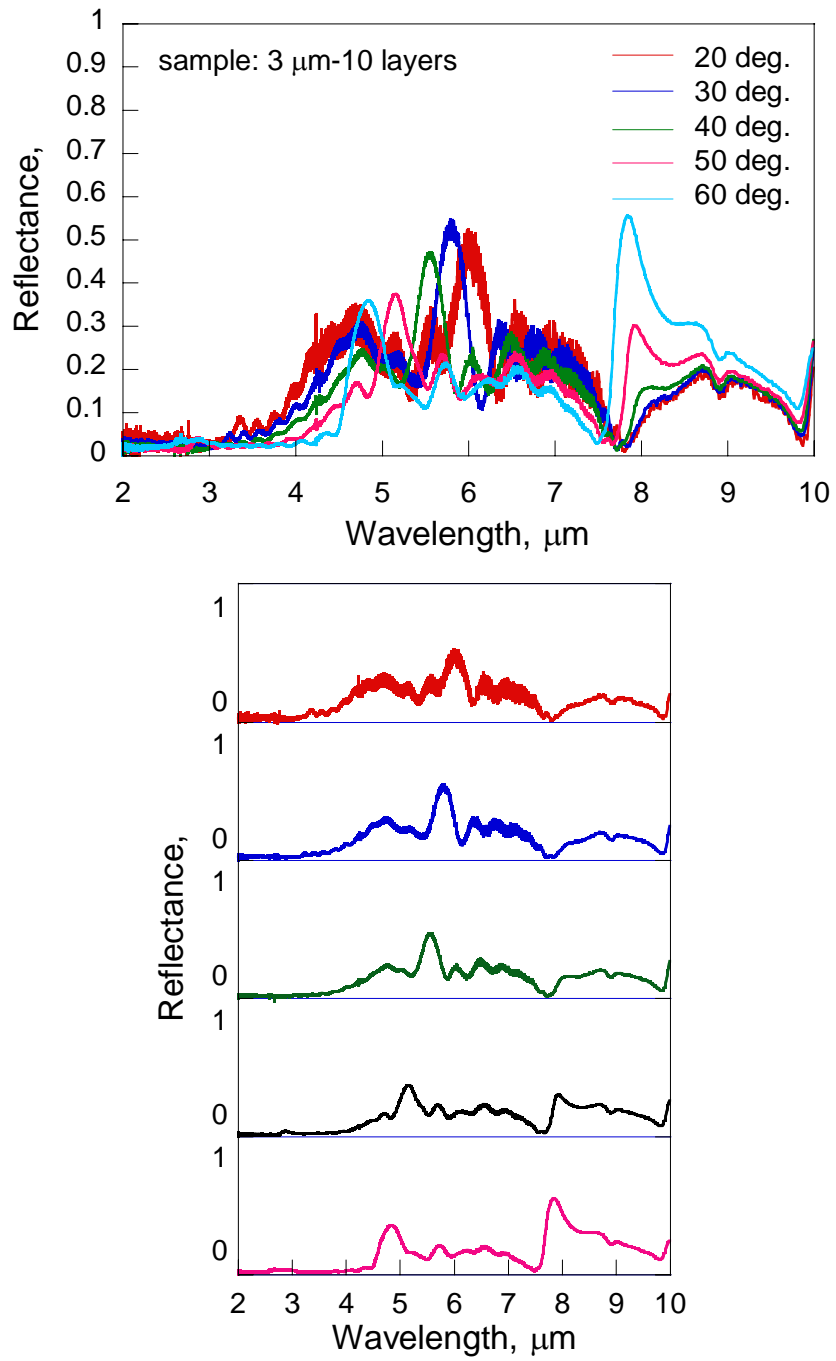 1
0.9
0.8
0.7
0.6
0.5
0.4
0.3
0.2
0.1
0
Reflectance,
sample: 3 μm-10 layers
20 deg.
30 deg.
40 deg.
50 deg.
60 deg.
2 3 4 5 6 7 8 9 10
Wavelength, μm
1
0
1
0
1
0
1
0
1
0
Reflectance,
2 3 4 5 6 7 8 9 10
Wavelength, μm